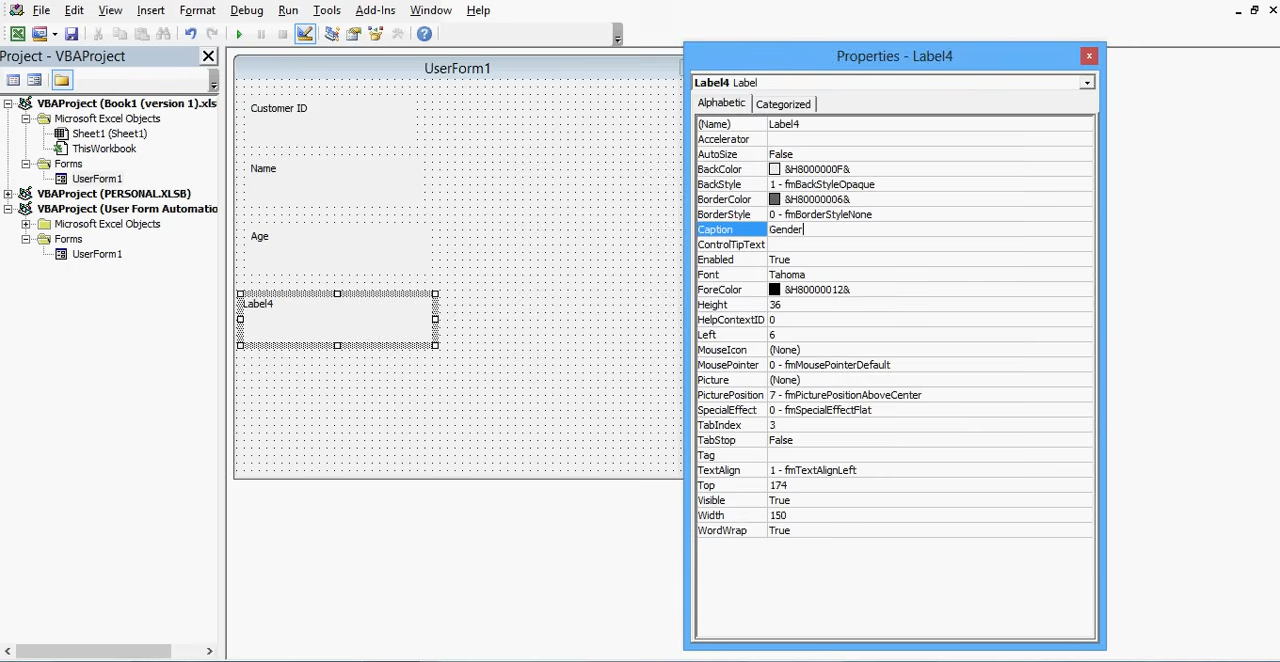 File Edit View Insert Format Debug Run Tools Add-Ins Window Help
Project - VBAProject
VBAProject (Book1 (version 1).xls
Microsoft Excel Objects
Sheet1 (Sheet1)
ThisWorkbook
Forms
UserForm1
VBAProject (PERSONAL.XLSB)
VBAProject (User Form Automatio
Microsoft Excel Objects
Forms
UserForm1
UserForm1
Customer ID
Name
Age
Label4
Properties - Label4
Label4 Label
Alphabetic Categorized
(Name) Label4
Accelerator
AutoSize False
BackColor &H8000000F&
BackStyle 1 - fmBackStyleOpaque
BorderColor &H80000006&
BorderStyle 0 - fmBorderStyleNone
Caption Gender
ControlTipText
Enabled True
Font Tahoma
ForeColor &H80000012&
Height 36
HelpContextID 0
Left 6
MouseIcon (None)
MousePointer 0 - fmMousePointerDefault
Picture (None)
PicturePosition 7 - fmPicturePositionAboveCenter
SpecialEffect 0 - fmSpecialEffectFlat
TabIndex 3
TabStop False
Tag
TextAlign 1 - fmTextAlignLeft
Top 174
Visible True
Width 150
WordWrap True